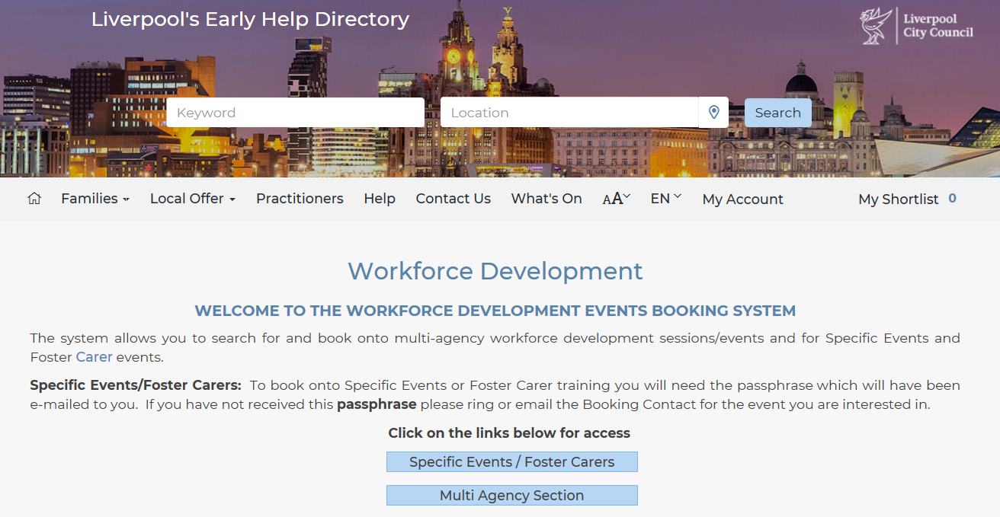 Liverpool's Early Help Directory
Liverpool
City Council
Keyword
Location
Search
Families
Local Offer
Practitioners
Help
Contact Us
What's On
AA
EN
My Account
My Shortlist 0
Workforce Development
WELCOME TO THE WORKFORCE DEVELOPMENT EVENTS BOOKING SYSTEM
The system allows you to search for and book onto multi-agency workforce development sessions/events and for Specific Events and
Foster Carer events.
Specific Events/Foster Carers: To book onto Specific Events or Foster Carer training you will need the passphrase which will have been
e-mailed to you. If you have not received this passphrase please ring or email the Booking Contact for the event you are interested in.
Click on the links below for access
Specific Events / Foster Carers
Multi Agency Section